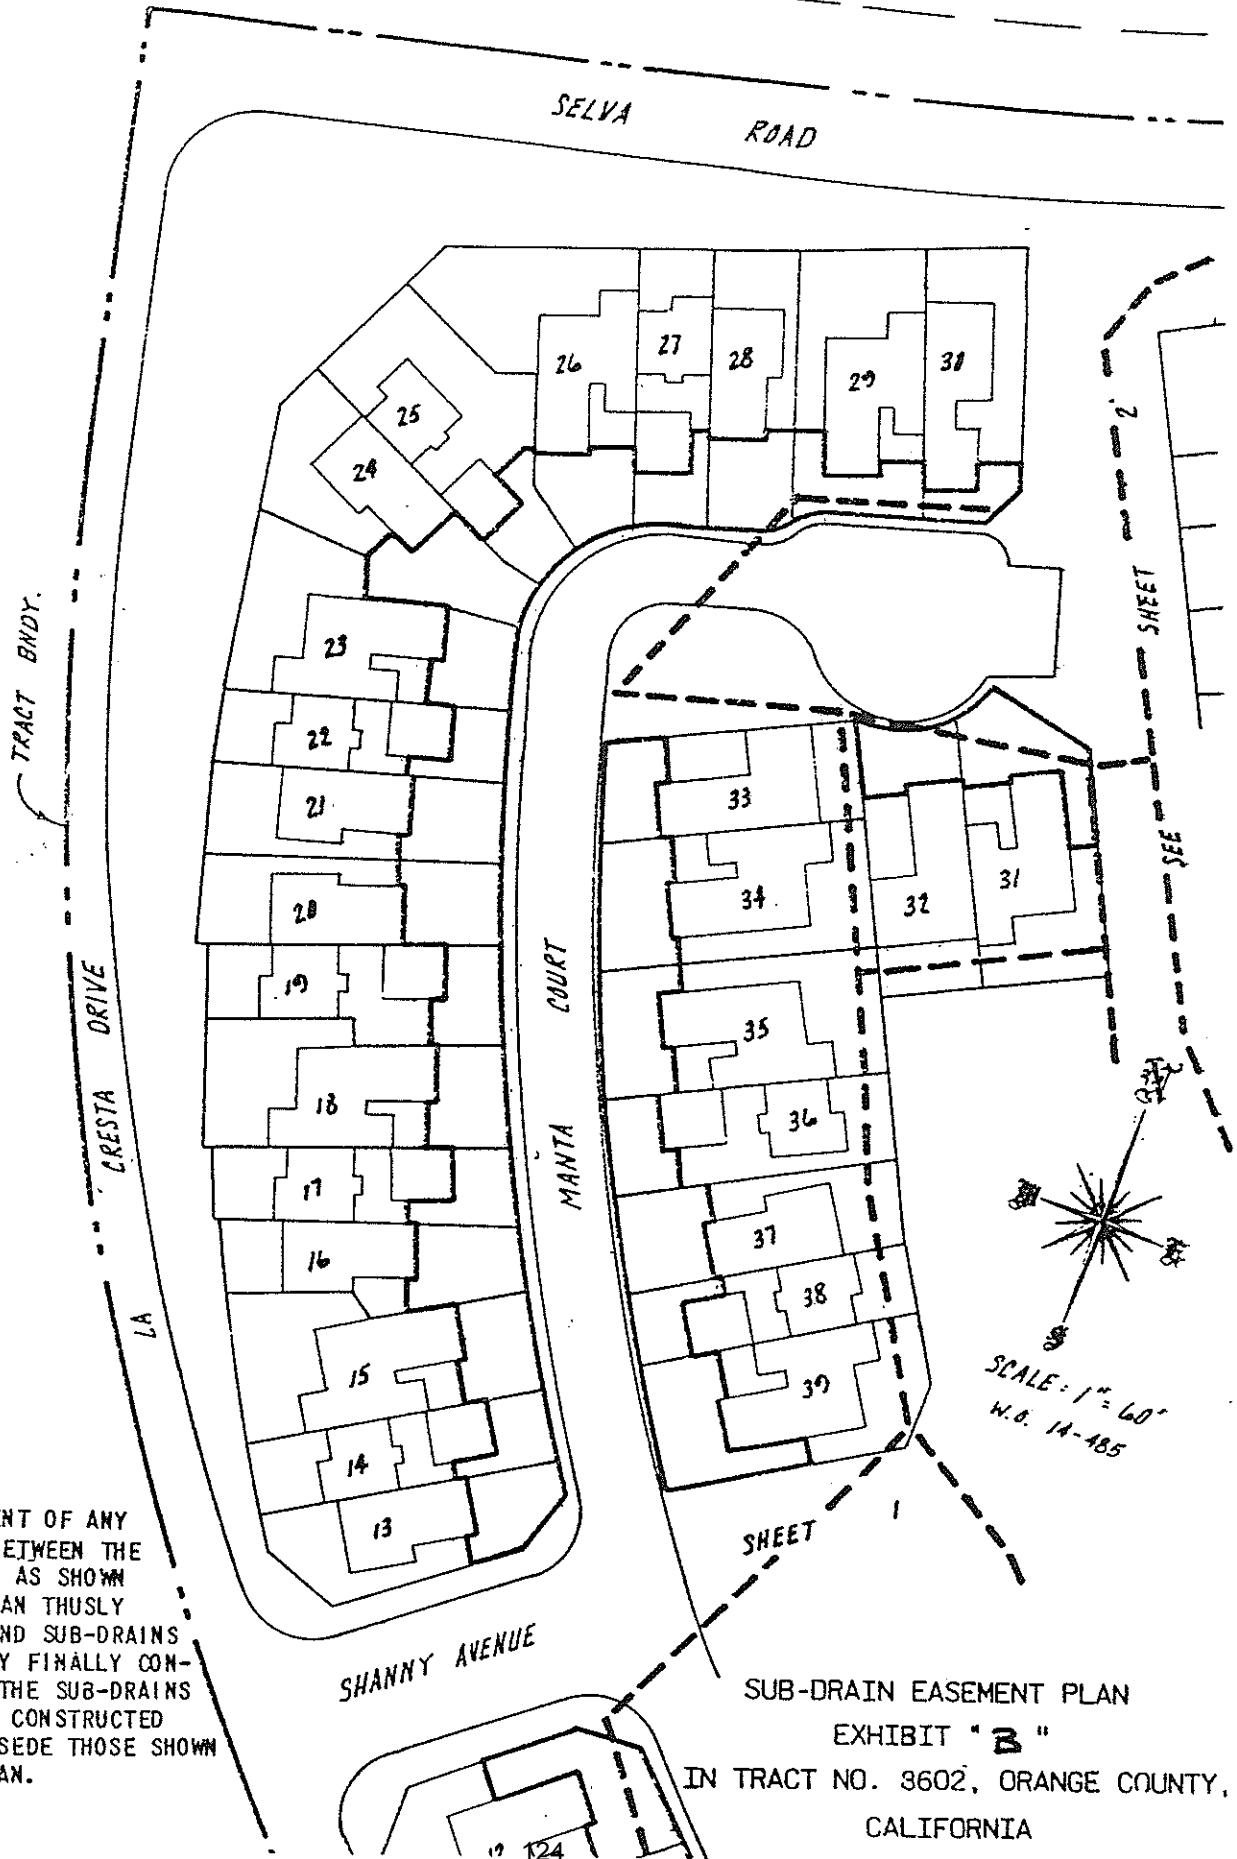 SELVA ROAD
TRACT BNDY.
26
27
28
29
30
25
24
23
22
21
20
19
18
17
16
15
14
13
33
34
32
31
35
36
37
38
39
LA CRESTA DRIVE
MANTA COURT
SEE SHEET 2
SCALE: 1"=60'
W.O. 14-485
SHEET 1
SHANNY AVENUE
NT OF ANY
ETWEEN THE
AS SHOWN
AN THUSLY
ND SUB-DRAINS
Y FINALLY CON-
THE SUB-DRAINS
CONSTRUCTED
SEDE THOSE SHOWN
AN.
SUB-DRAIN EASEMENT PLAN
EXHIBIT "B"
IN TRACT NO. 3602, ORANGE COUNTY,
CALIFORNIA
12
124